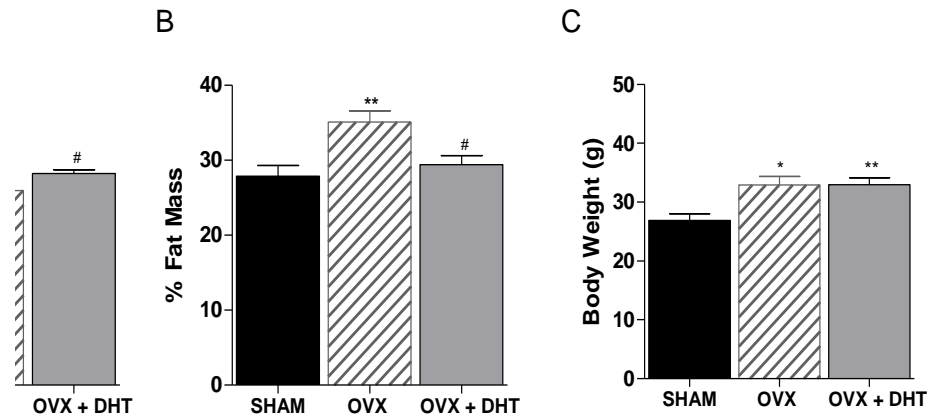 B
C
#
OVX + DHT
% Fat Mass
40
30
20
10
0
**
#
SHAM
OVX
OVX + DHT
Body Weight (g)
50
40
30
20
10
0
*
**
SHAM
OVX
OVX + DHT